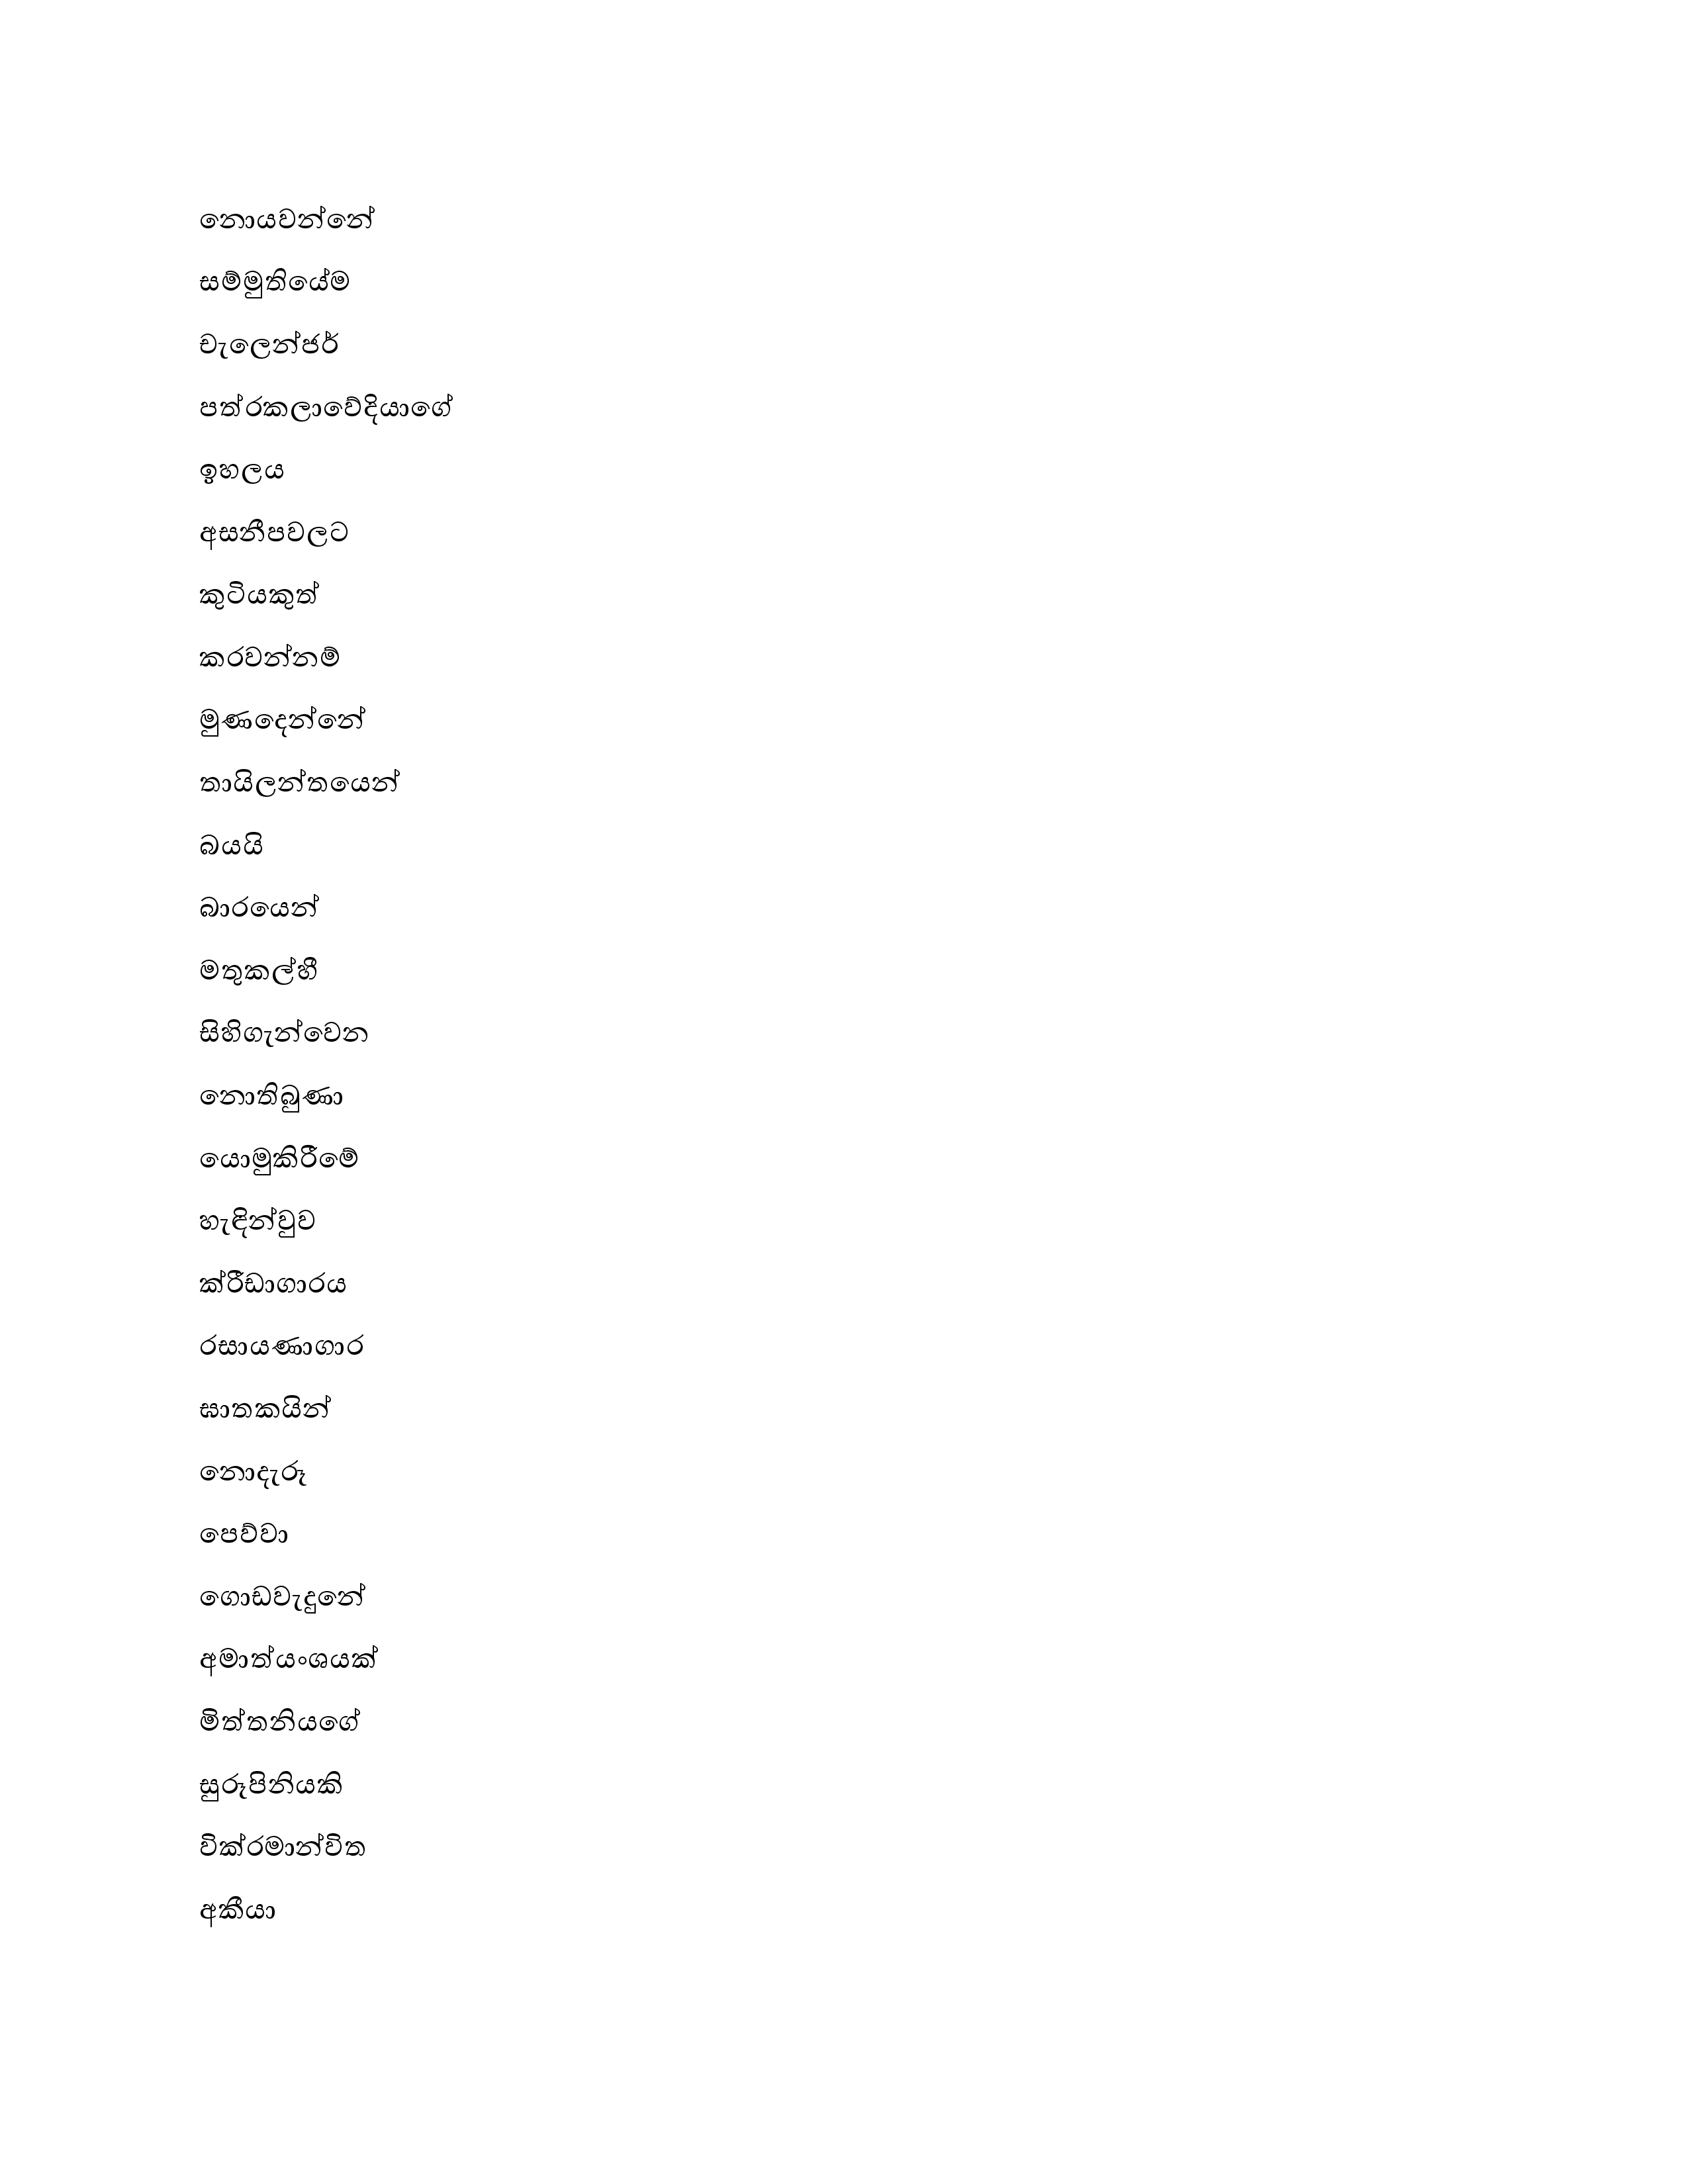 නොයවන්නේ
සම්මුතියේම
චැලෙන්ජර්
පත්රකලාවේදියාගේ
ඉහලය
අසනීපවලට
කුටියකුත්
කරවන්නම්
මුණදෙන්නේ
තායිලන්තයෙන්
බයයි
බාරයෙන්
මතුකල්හී
සිහිගැන්වෙන
නොතිබුණා
යොමුකිරීමේ
හැඳින්වුව
ක්රීඩාගාරය
රසායණාගාර
ඝාතකයින්
නොදැරූ
පෙව්වා
ගොඩවැදුනේ
අමාත්යංශයක්
මිත්තනියගේ
සුරූපිනියකි
වික්රමාන්විත
අකීයා